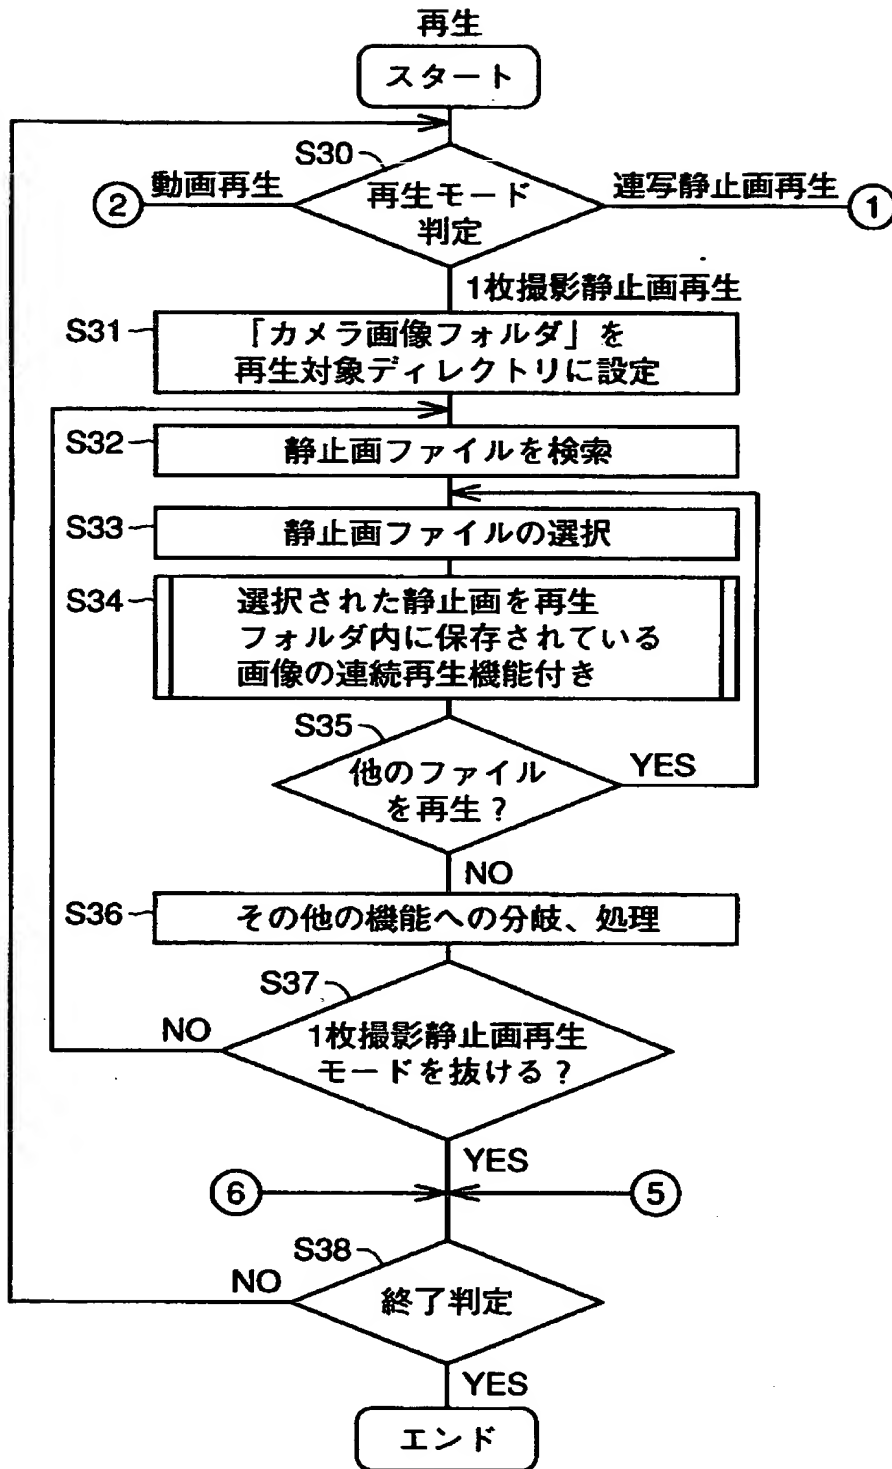 再生
スタート
S30
② 動画再生
再生モード
判定
連写静止画再生 ①
1枚撮影静止画再生
S31
「カメラ画像フォルダ」を
再生対象ディレクトリに設定
S32
静止画ファイルを検索
S33
静止画ファイルの選択
S34
選択された静止画を再生
フォルダ内に保存されている
画像の連続再生機能付き
S35
他のファイル
を再生?
YES
NO
S36
その他の機能への分岐、処理
S37
NO
1枚撮影静止画再生
モードを抜ける?
YES
⑥
⑤
S38
NO
終了判定
YES
エンド